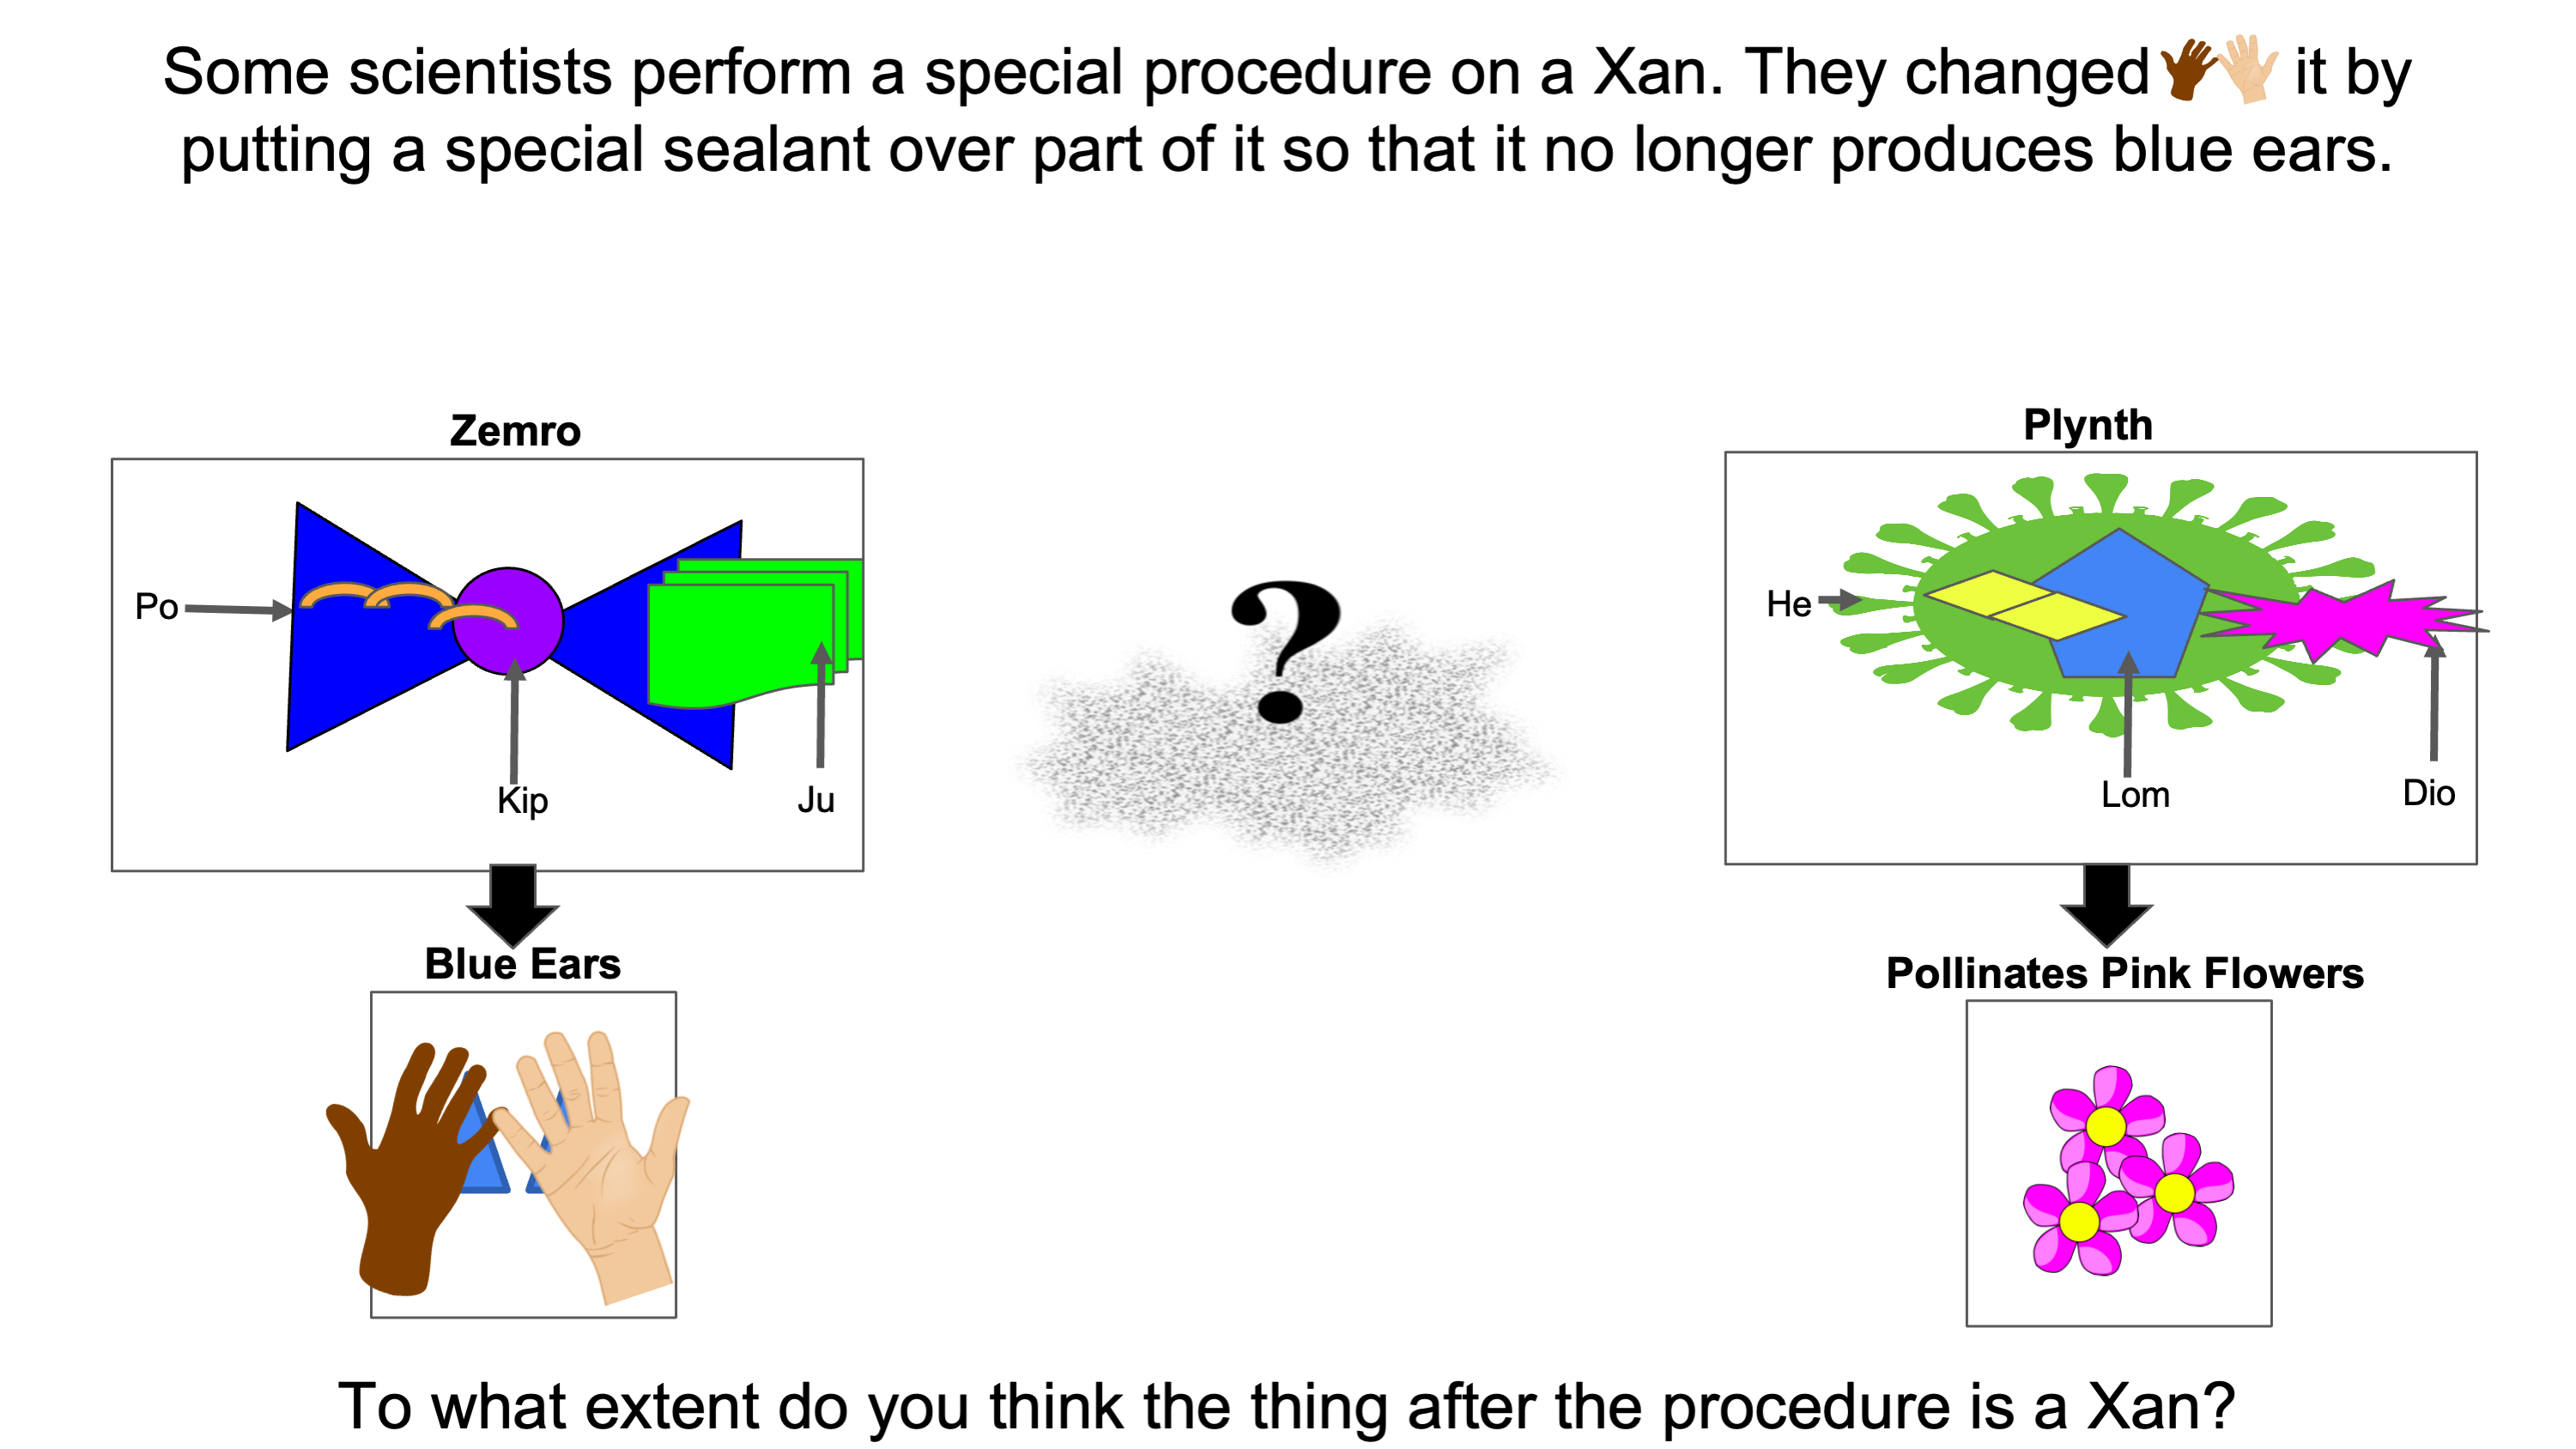 Some scientists perform a special procedure on a Xan. They changed it by
putting a special sealant over part of it so that it no longer produces blue ears.
Zemro
Po
Kip
Ju
Blue Ears
?
Plynth
He
Lom
Dio
Pollinates Pink Flowers
To what extent do you think the thing after the procedure is a Xan?